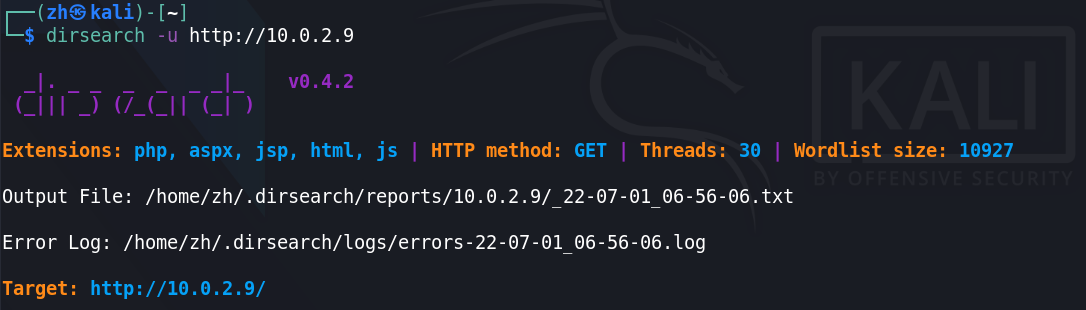 ┌──(zh㉿kali)-[~]
└─$ dirsearch -u http://10.0.2.9
  _|. _ _  _  _  _ _|_    v0.4.2
 (_||| _) (/_(_|| (_| )
Extensions: php, aspx, jsp, html, js | HTTP method: GET | Threads: 30 | Wordlist size: 10927
Output File: /home/zh/.dirsearch/reports/10.0.2.9/_22-07-01_06-56-06.txt
Error Log: /home/zh/.dirsearch/logs/errors-22-07-01_06-56-06.log
Target: http://10.0.2.9/
KALI
BY OFFENSIVE SECURITY